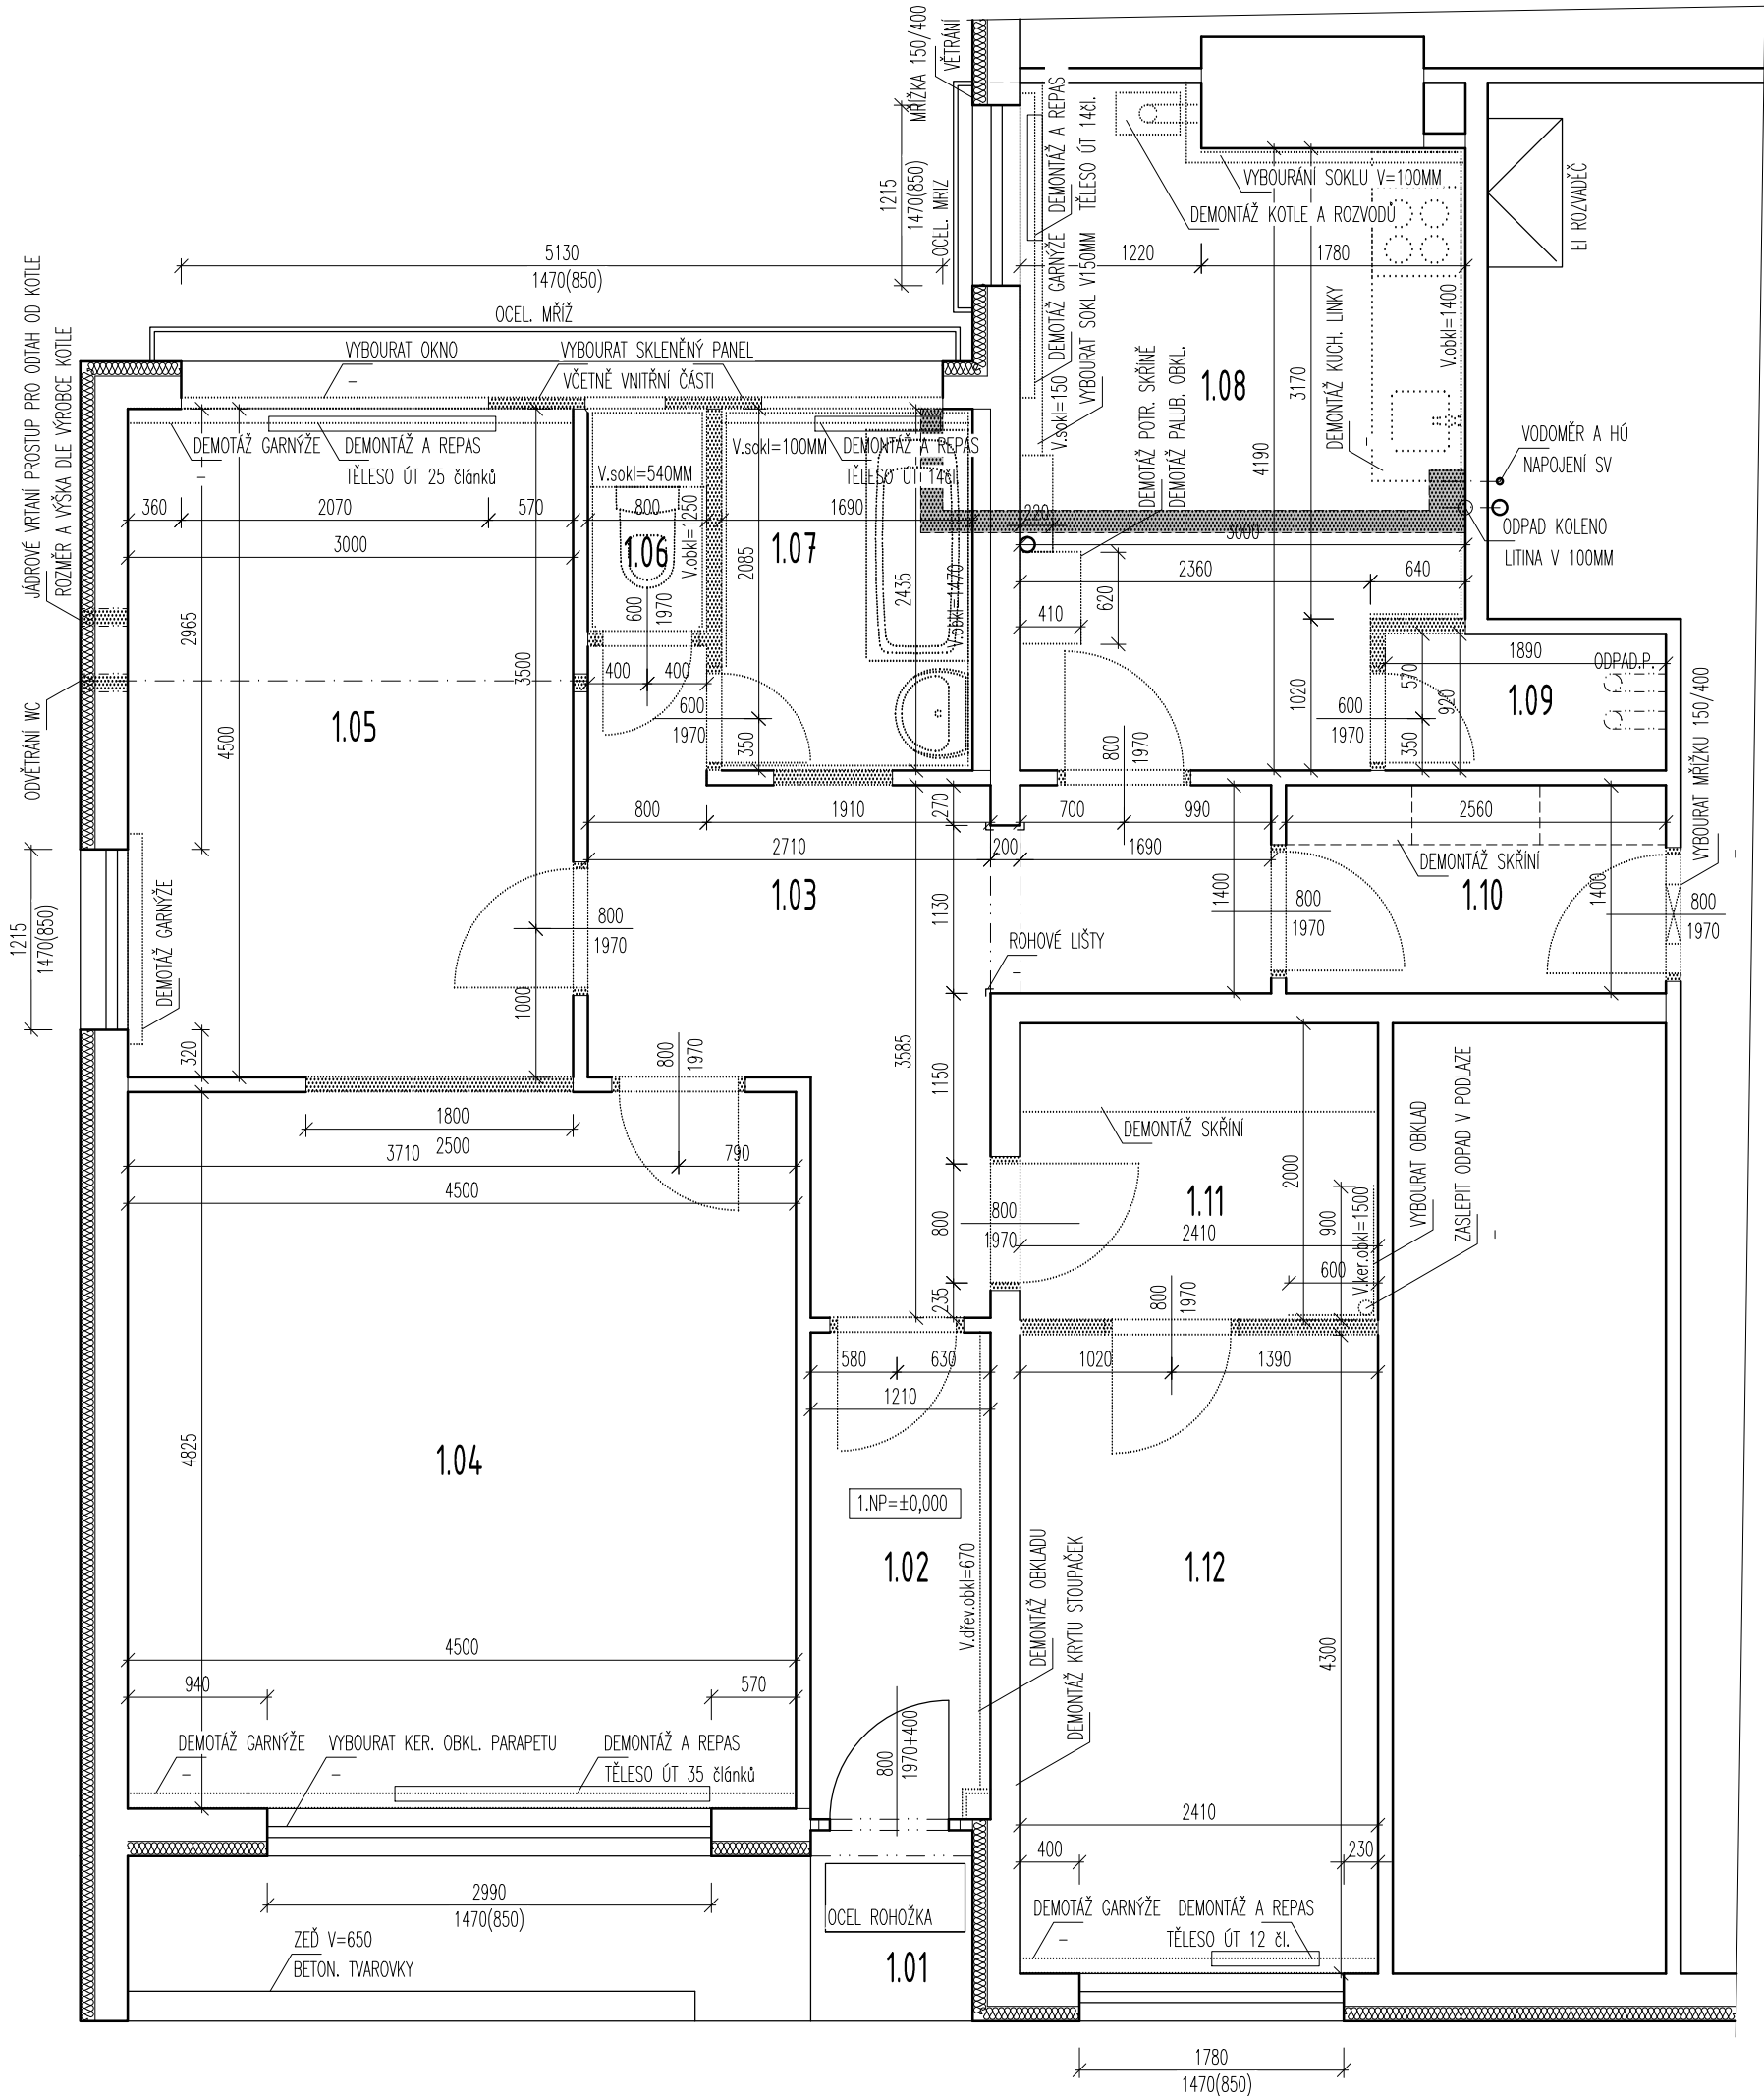 MŘÍŽKA 150/400
VĚTRÁNÍ
1215
1470(850)
OCEL. MŘÍŽ
DEMONTÁŽ A REPAS
TĚLESO ÚT 14čl.
VYBOURÁNÍ SOKLU V=100MM
DEMONTÁŽ KOTLE A ROZVODŮ
El ROZVADĚČ
1220
1780
V.sokl=150
DEMOTÁŽ GARNÝŽE
VYBOURAT SOKL V150MM
DEMOTÁŽ POTR. SKŘÍNĚ
DEMOTÁŽ PALUB. OBKL.
DEMONTÁŽ KUCH. LINKY
V.obkl=1400
1.08
3170
4190
VODOMĚR A HÚ
NAPOJENÍ SV
ODPAD KOLENO
LITINA V 100MM
5130
1470(850)
OCEL. MŘÍŽ
VYBOURAT OKNO
–
VYBOURAT SKLENĚNÝ PANEL
VČETNĚ VNITŘNÍ ČÁSTI
JÁDROVÉ VRTANÍ PROSTUP PRO ODTAH OD KOTLE
ROZMĚR A VÝŠKA DLE VÝROBCE KOTLE
DEMOTÁŽ GARNÝŽE
–
DEMONTÁŽ A REPAS
TĚLESO ÚT 25 článků
V.sokl=540MM
V.sokl=100MM
DEMONTÁŽ A REPAS
TĚLESO ÚT 14čl.
360
2070
570
800
1690
220
3000
3000
1.06
V.obkl=1250
1.07
2085
2435
V.obkl=1470
2360
640
410
620
2965
3500
4500
600
1970
400
400
600
1970
350
1020
1890
ODPAD.P.
570
920
600
1970
350
1.09
1.05
ODVĚTRÁNÍ WC
800
1970
VYBOURAT MŘÍŽKU 150/400
–
800
1910
270
700
990
2560
2710
200
1690
DEMONTÁŽ SKŘÍNÍ
1.03
1400
1.10
1400
800
1970
800
1970
1130
ROHOVÉ LIŠTY
–
800
1970
1215
1470(850)
DEMOTÁŽ GARNÝŽE
1000
320
800
1970
3585
1150
2000
DEMONTÁŽ SKŘÍNÍ
VYBOURAT OBKLAD
ZASLEPIT ODPAD V PODLAZE
–
1800
2500
3710
790
4500
800
800
1970
1.11
2410
900
V.ker.obkl=1500
600
235
800
1970
580
630
1210
1020
1390
4825
1.04
1.NP=±0,000
1.02
V.dřev.obkl=670
DEMONTÁŽ OBKLADU
DEMONTÁŽ KRYTU STOUPAČEK
1.12
4300
4500
940
570
DEMOTÁŽ GARNÝŽE
–
VYBOURAT KER. OBKL. PARAPETU
–
DEMONTÁŽ A REPAS
TĚLESO ÚT 35 článků
800
1970+400
2410
400
230
2990
1470(850)
OCEL ROHOŽKA
DEMOTÁŽ GARNÝŽE
–
DEMONTÁŽ A REPAS
TĚLESO ÚT 12 čl.
ZEĎ V=650
BETON. TVAROVKY
1.01
1780
1470(850)